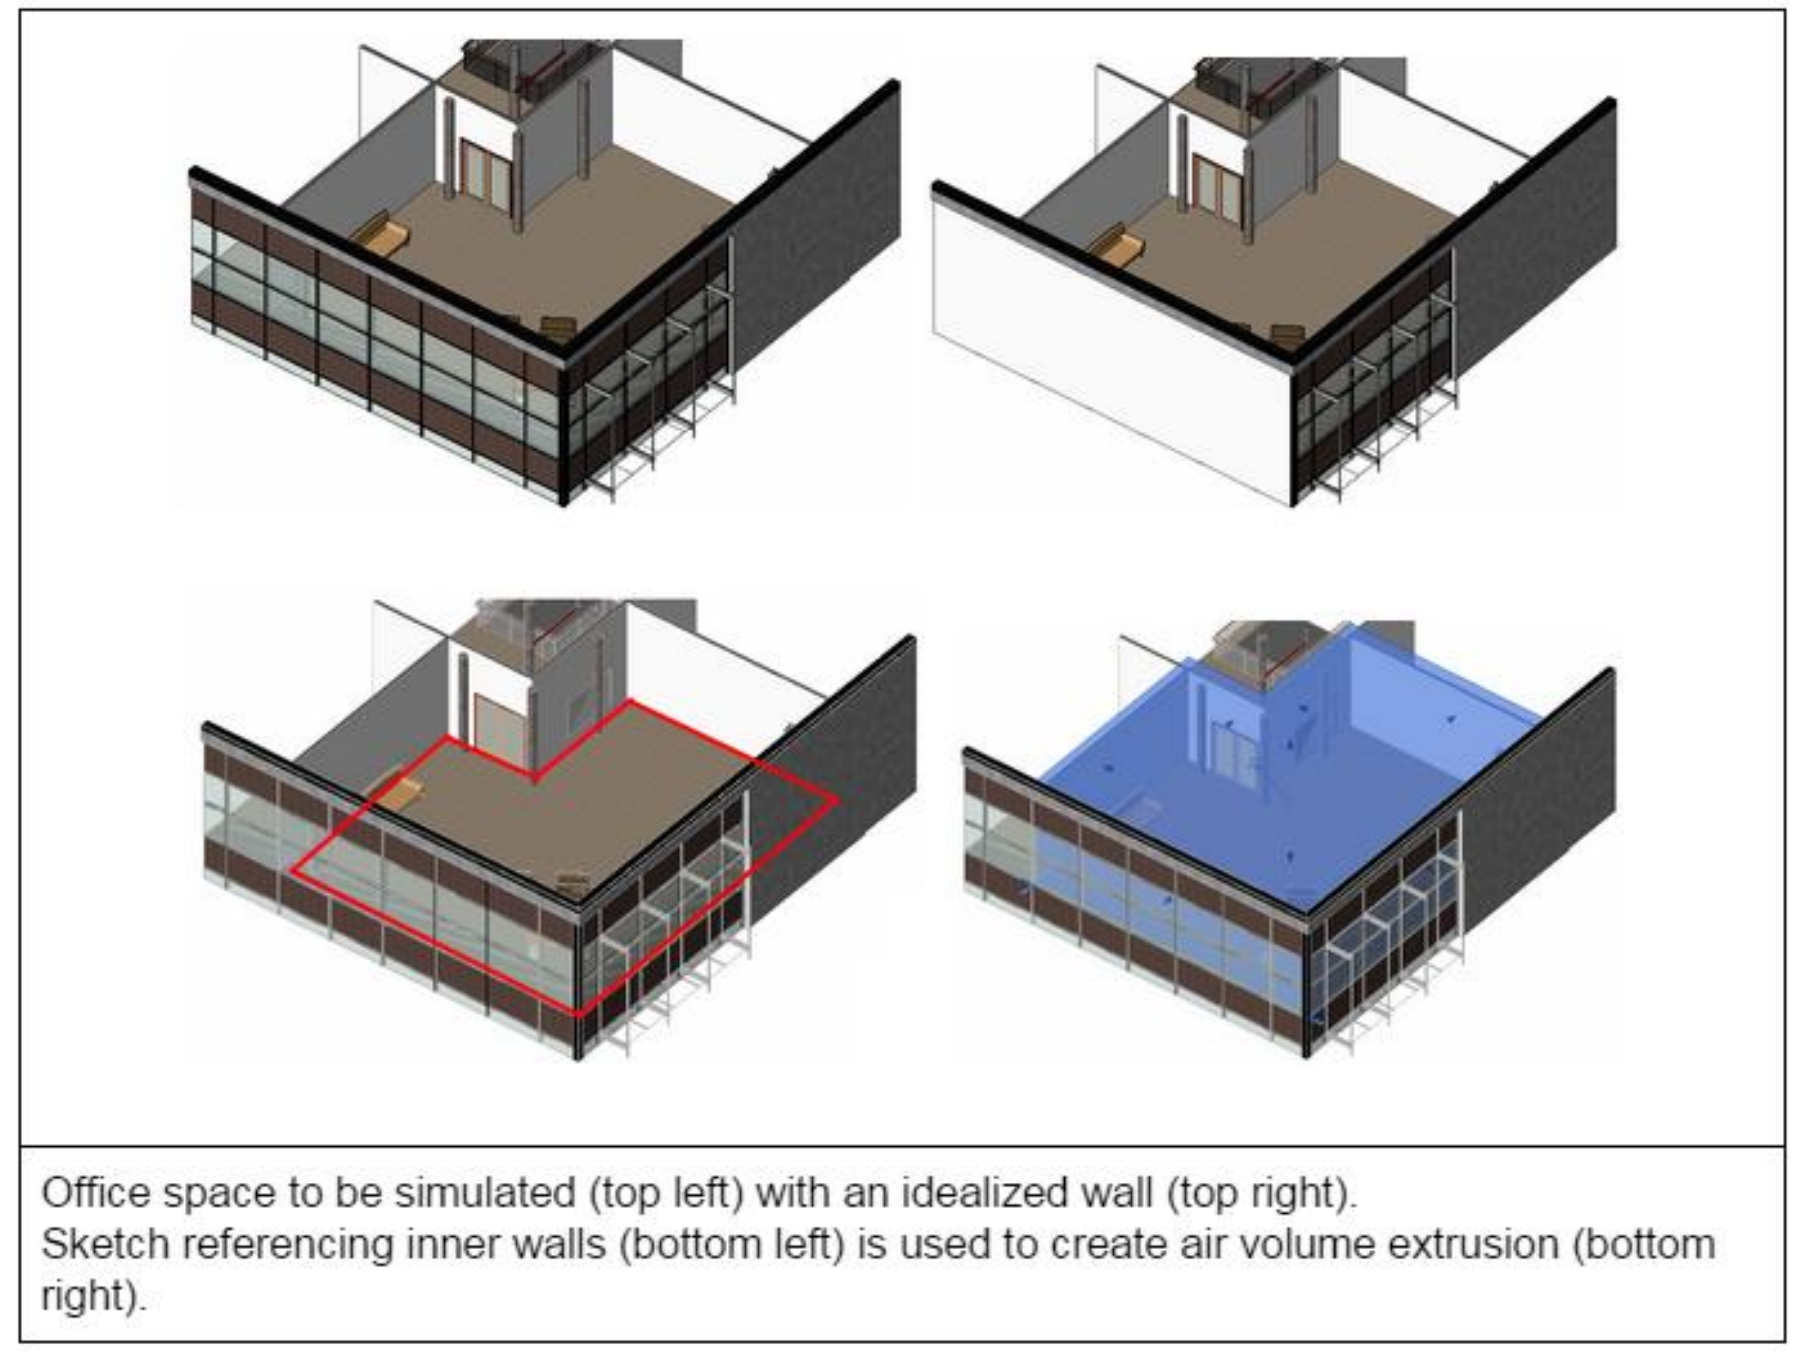 Office space to be simulated (top left) with an idealized wall (top right).
Sketch referencing inner walls (bottom left) is used to create air volume extrusion (bottom
right).